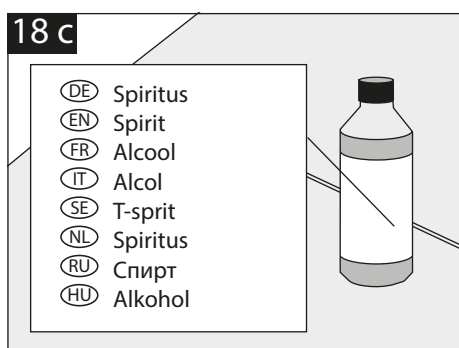 18 c
DE Spiritus
EN Spirit
FR Alcool
IT Alcol
SE T-sprit
NL Spiritus
RU Спирт
HU Alkohol